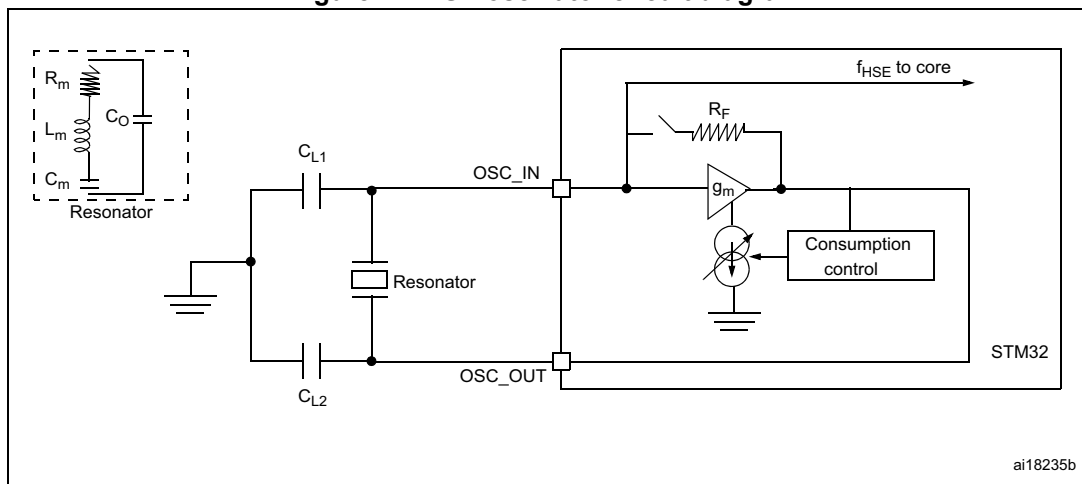 fHSE to core
Rm
RF
CO
Lm
CL1
OSC_IN
Cm
gm
Resonator
Consumption
control
Resonator
STM32
OSC_OUT
CL2
ai18235b